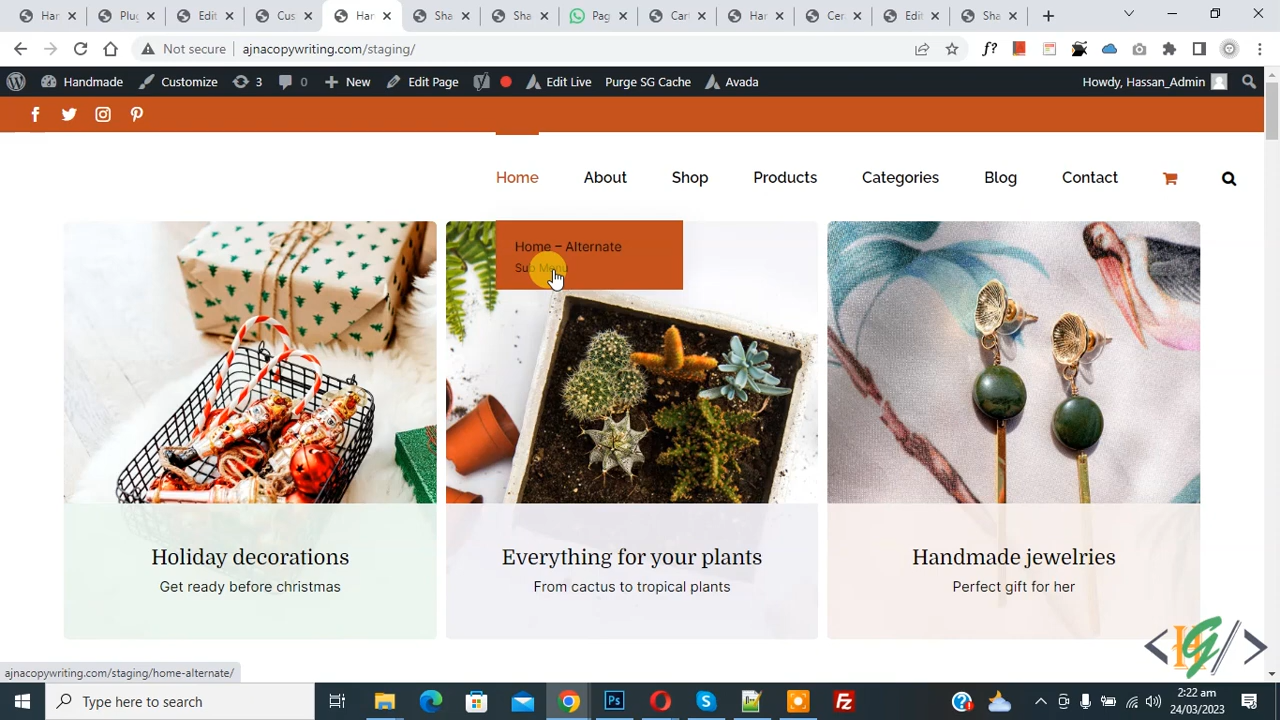 Har
Plug
Edit
Cus
Har
Sha
Sha
Pag
Cart
Har
Cer
Edit
Sha
Not secure
ajnacopywriting.com/staging/
f?
Handmade
Customize
3
0
New
Edit Page
Edit Live
Purge SG Cache
Avada
Howdy, Hassan_Admin
Home
About
Shop
Products
Categories
Blog
Contact
Home – Alternate
Sub Menu
Holiday decorations
Get ready before christmas
Everything for your plants
From cactus to tropical plants
Handmade jewelries
Perfect gift for her
ajnacopywriting.com/staging/home-alternate/
Type here to search
2:22 am
24/03/2023